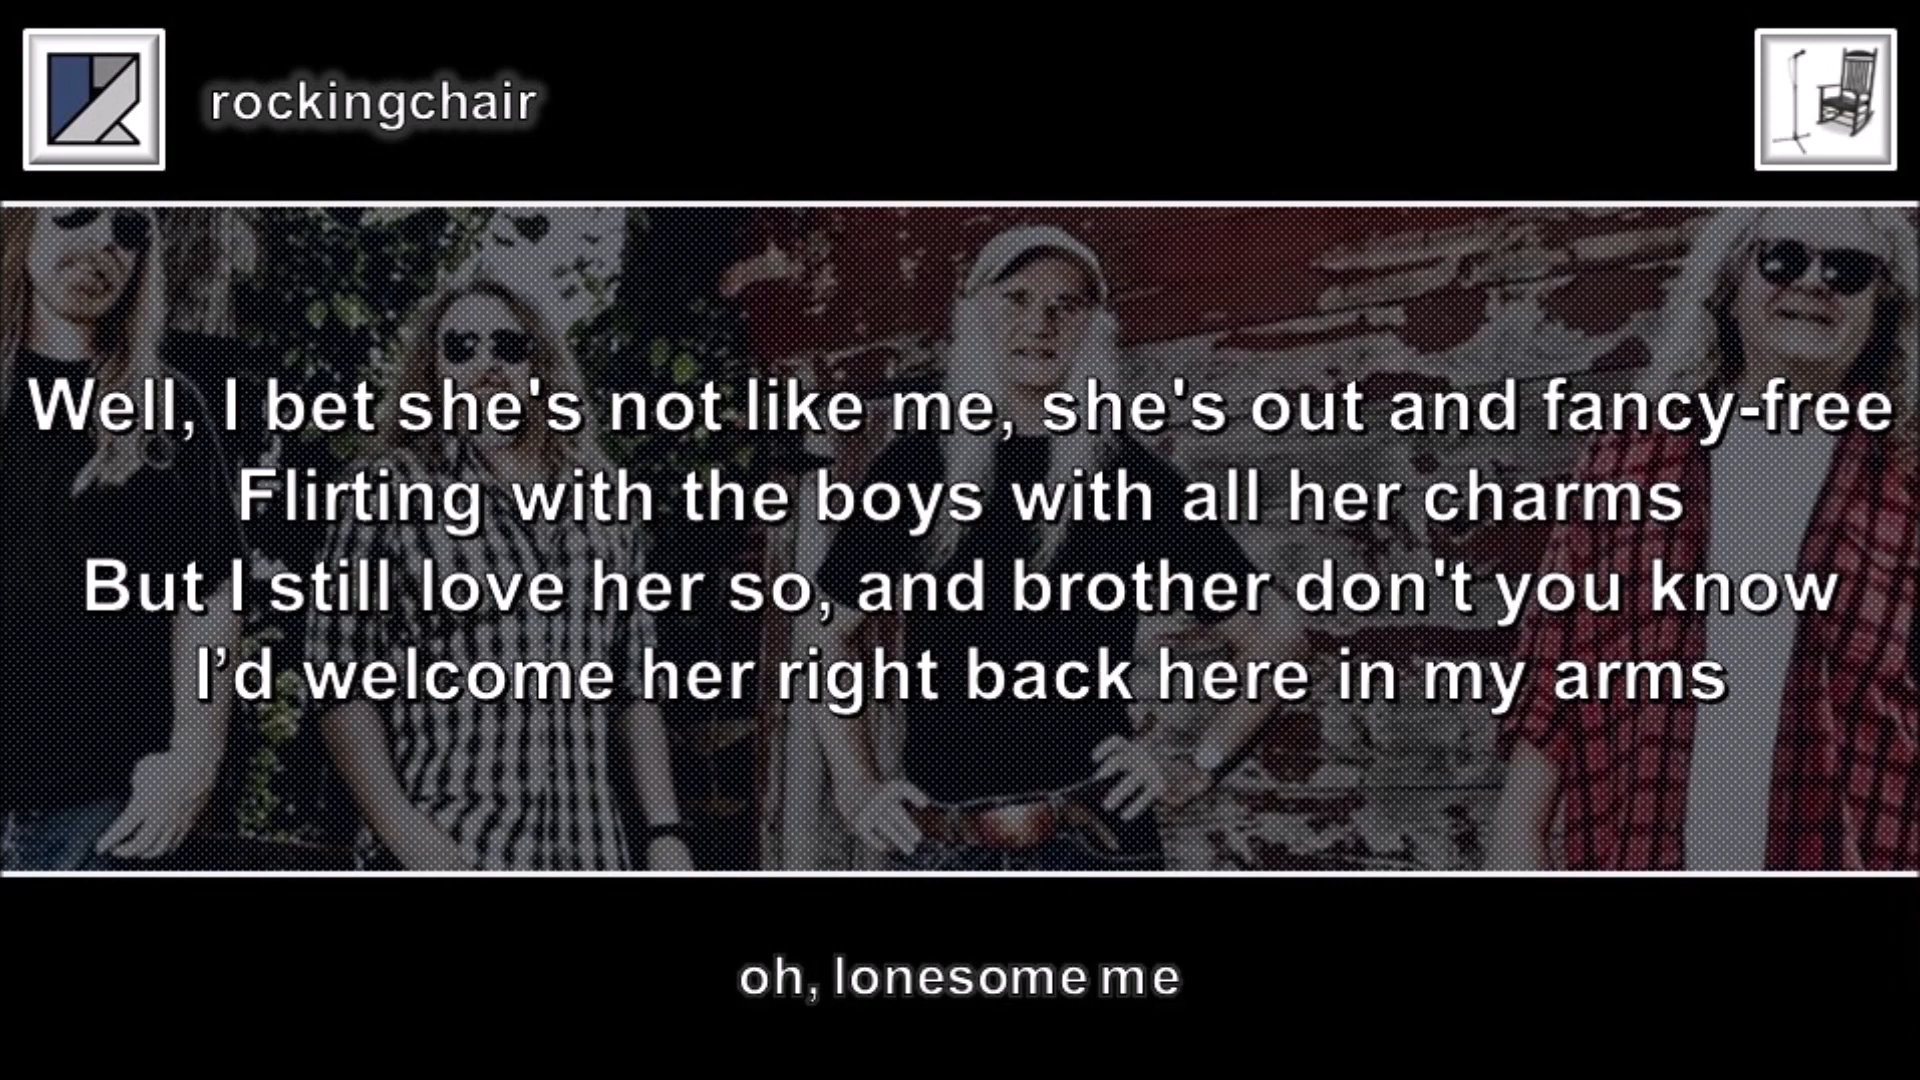 rockingchair
Well, I bet she's not like me, she's out and fancy-free
Flirting with the boys with all her charms
But I still love her so, and brother don't you know
I’d welcome her right back here in my arms
oh, lonesome me